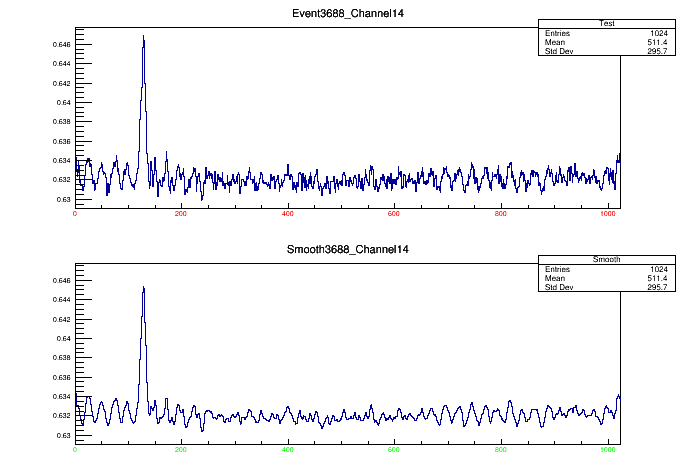 Event3688_Channel14
Test
Entries 1024
Mean 511.4
Std Dev 295.7
0.646
0.644
0.642
0.64
0.638
0.636
0.634
0.632
0.63
0 200 400 600 800 1000
Smooth3688_Channel14
Smooth
Entries 1024
Mean 511.4
Std Dev 295.7
0.646
0.644
0.642
0.64
0.638
0.636
0.634
0.632
0.63
0 200 400 600 800 1000